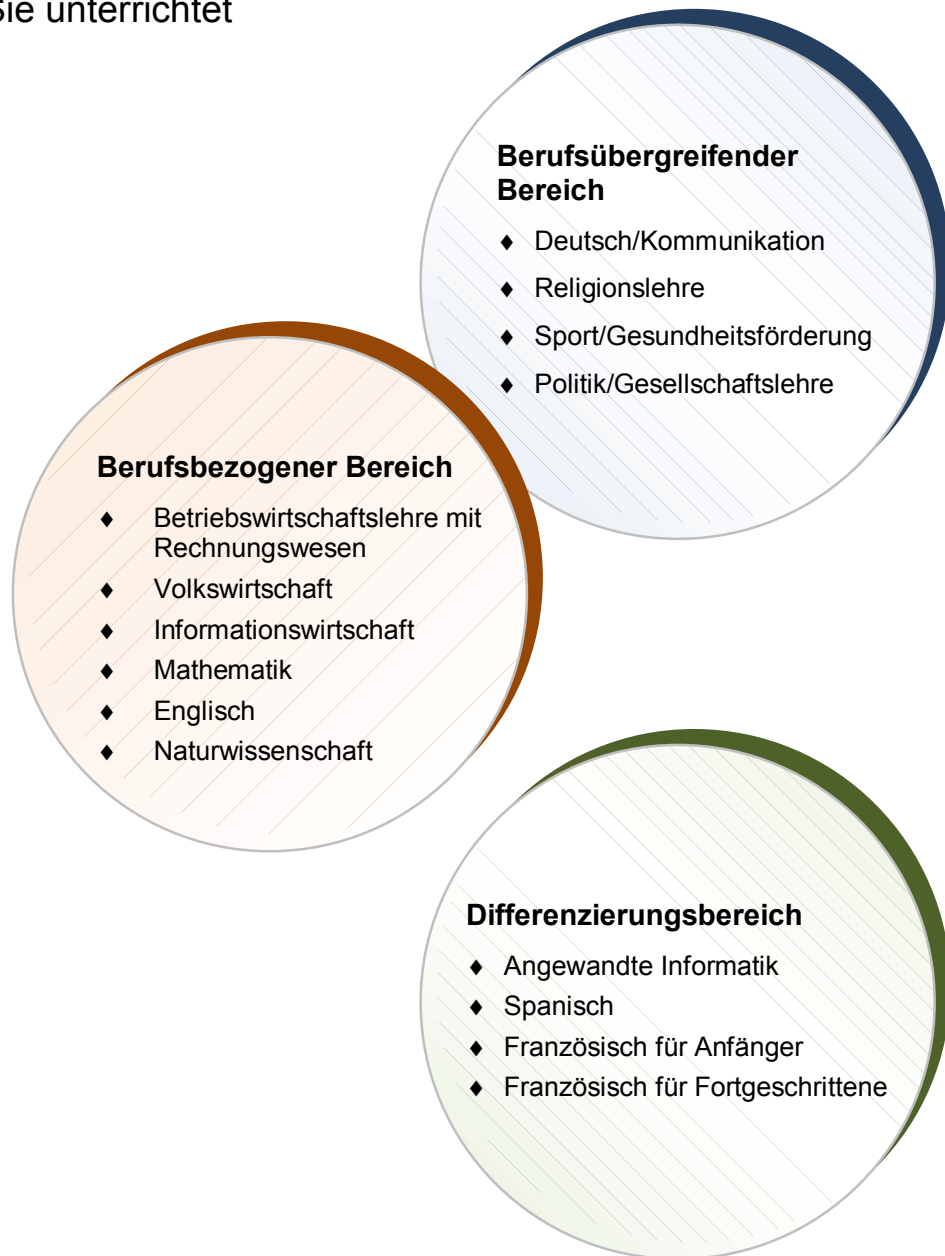 Sie unterrichtet
Berufsübergreifender
Bereich
♦ Deutsch/Kommunikation
♦ Religionslehre
♦ Sport/Gesundheitsförderung
♦ Politik/Gesellschaftslehre
Berufsbezogener Bereich
♦ Betriebswirtschaftslehre mit
Rechnungswesen
♦ Volkswirtschaft
♦ Informationswirtschaft
♦ Mathematik
♦ Englisch
♦ Naturwissenschaft
Differenzierungsbereich
♦ Angewandte Informatik
♦ Spanisch
♦ Französisch für Anfänger
♦ Französisch für Fortgeschrittene